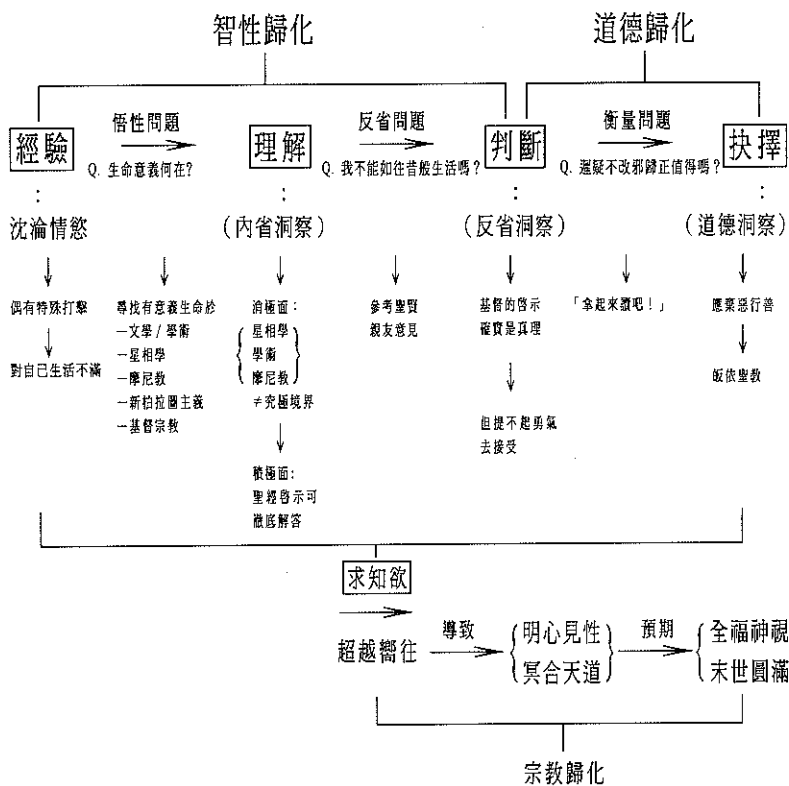 智性歸化
道德歸化
經驗
悟性問題
Q. 生命意義何在?
理解
反省問題
Q. 我不能如往昔般生活嗎?
判斷
衡量問題
Q. 遲疑不改邪歸正值得嗎?
抉擇
:
:
:
:
沈淪情慾
(內省洞察)
(反省洞察)
(道德洞察)
偶有特殊打擊
對自己生活不滿
尋找有意義生命於
—文學/學術
—星相學
—摩尼教
—新柏拉圖主義
—基督宗教
消極面:
星相學
學術
摩尼教
≠究極境界
積極面:
聖經啓示可
徹底解答
參考聖賢
親友意見
基督的啓示
確實是真理
但提不起勇氣
去接受
「拿起來讀吧!」
應棄惡行善
皈依聖教
求知欲
超越嚮往
導致
明心見性
冥合天道
預期
全福神視
末世圓滿
宗教歸化